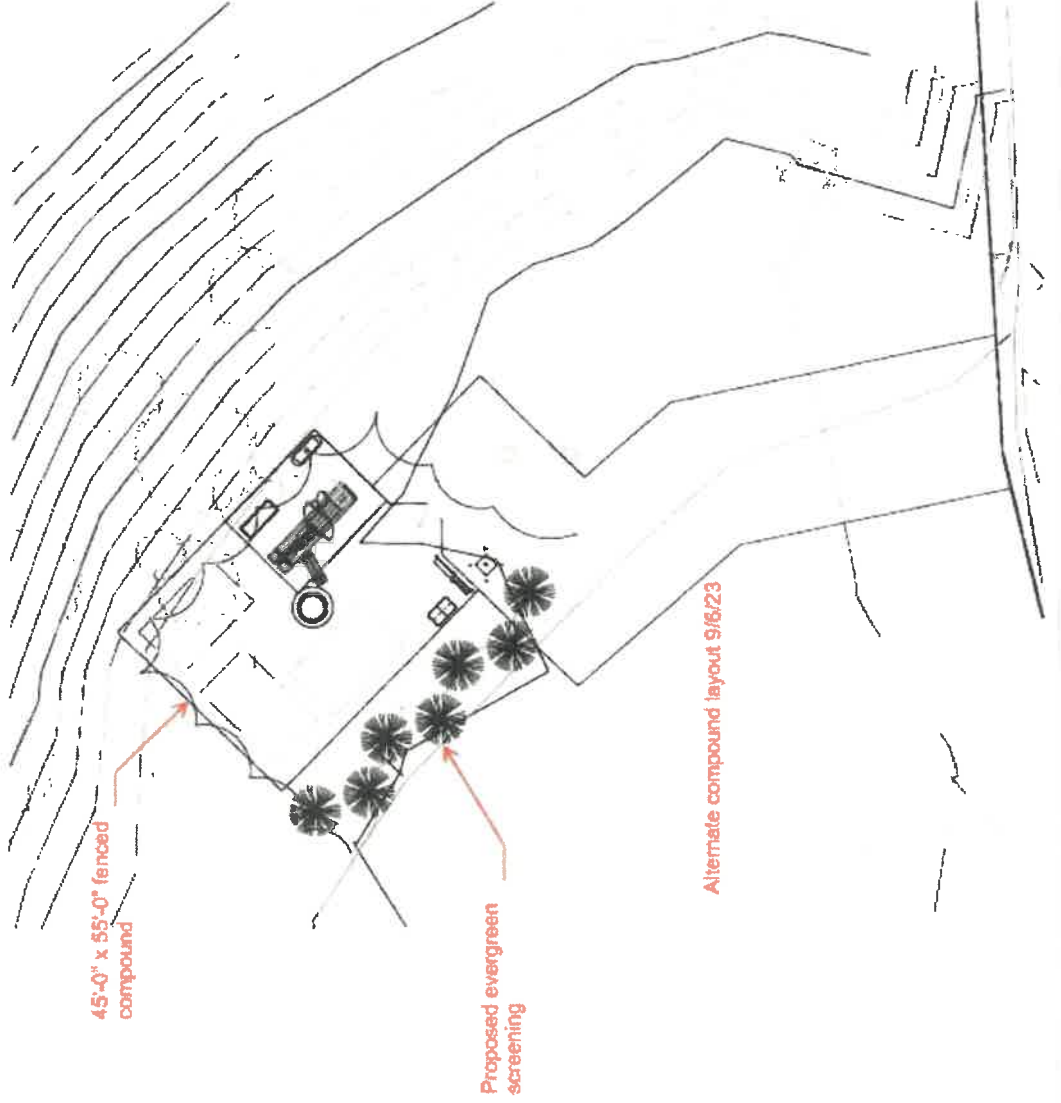 45'-0" x 55'-0" fenced
compound
Proposed evergreen
screening
Alternate compound layout 9/6/23